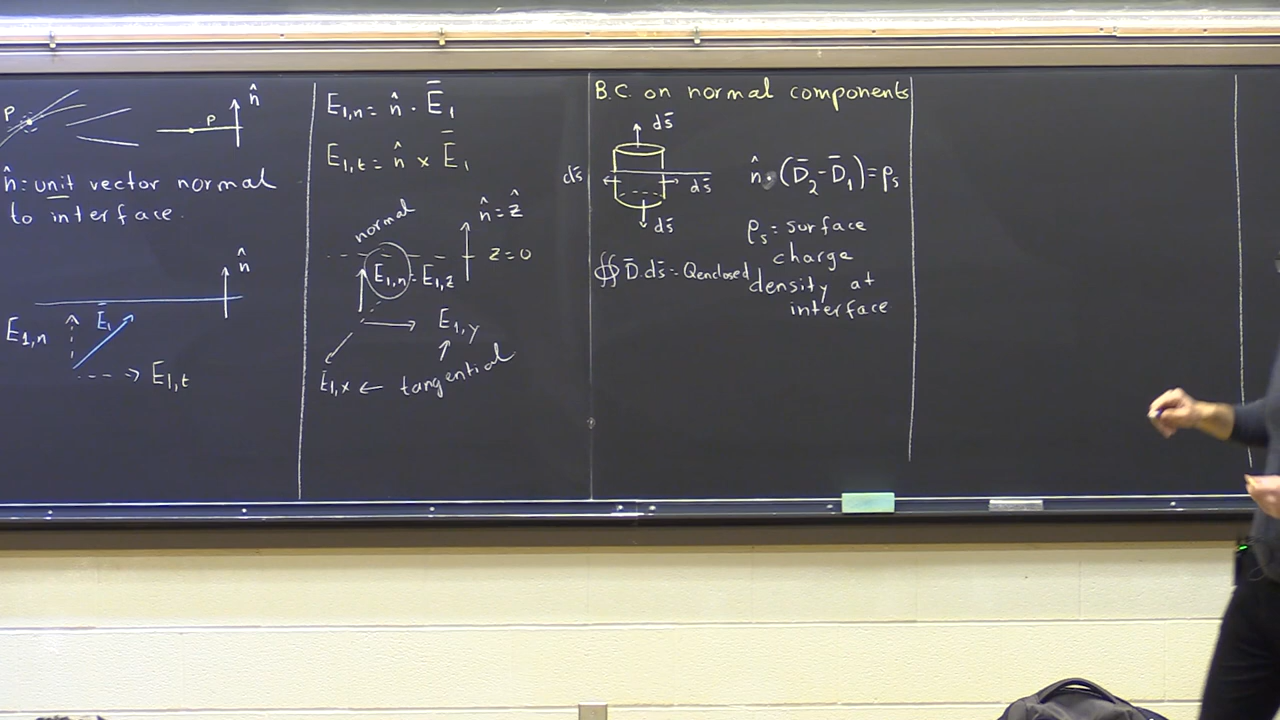 P
P
n̂
n̂: unit vector normal
to interface.
n̂
E1,n
Ē1
E1,t
E1,n = n̂ · Ē1
E1,t = n̂ × Ē1
normal
n̂ = ẑ
z = 0
E1,n = E1,z
E1,y
E1,x ← tangential
B.C. on normal components
ds̄
ds̄
ds̄
ds̄
n̂ · (D̄2 - D̄1) = ρs
ρs = surface
charge
density at
interface
∯ D̄.ds̄ = Qenclosed